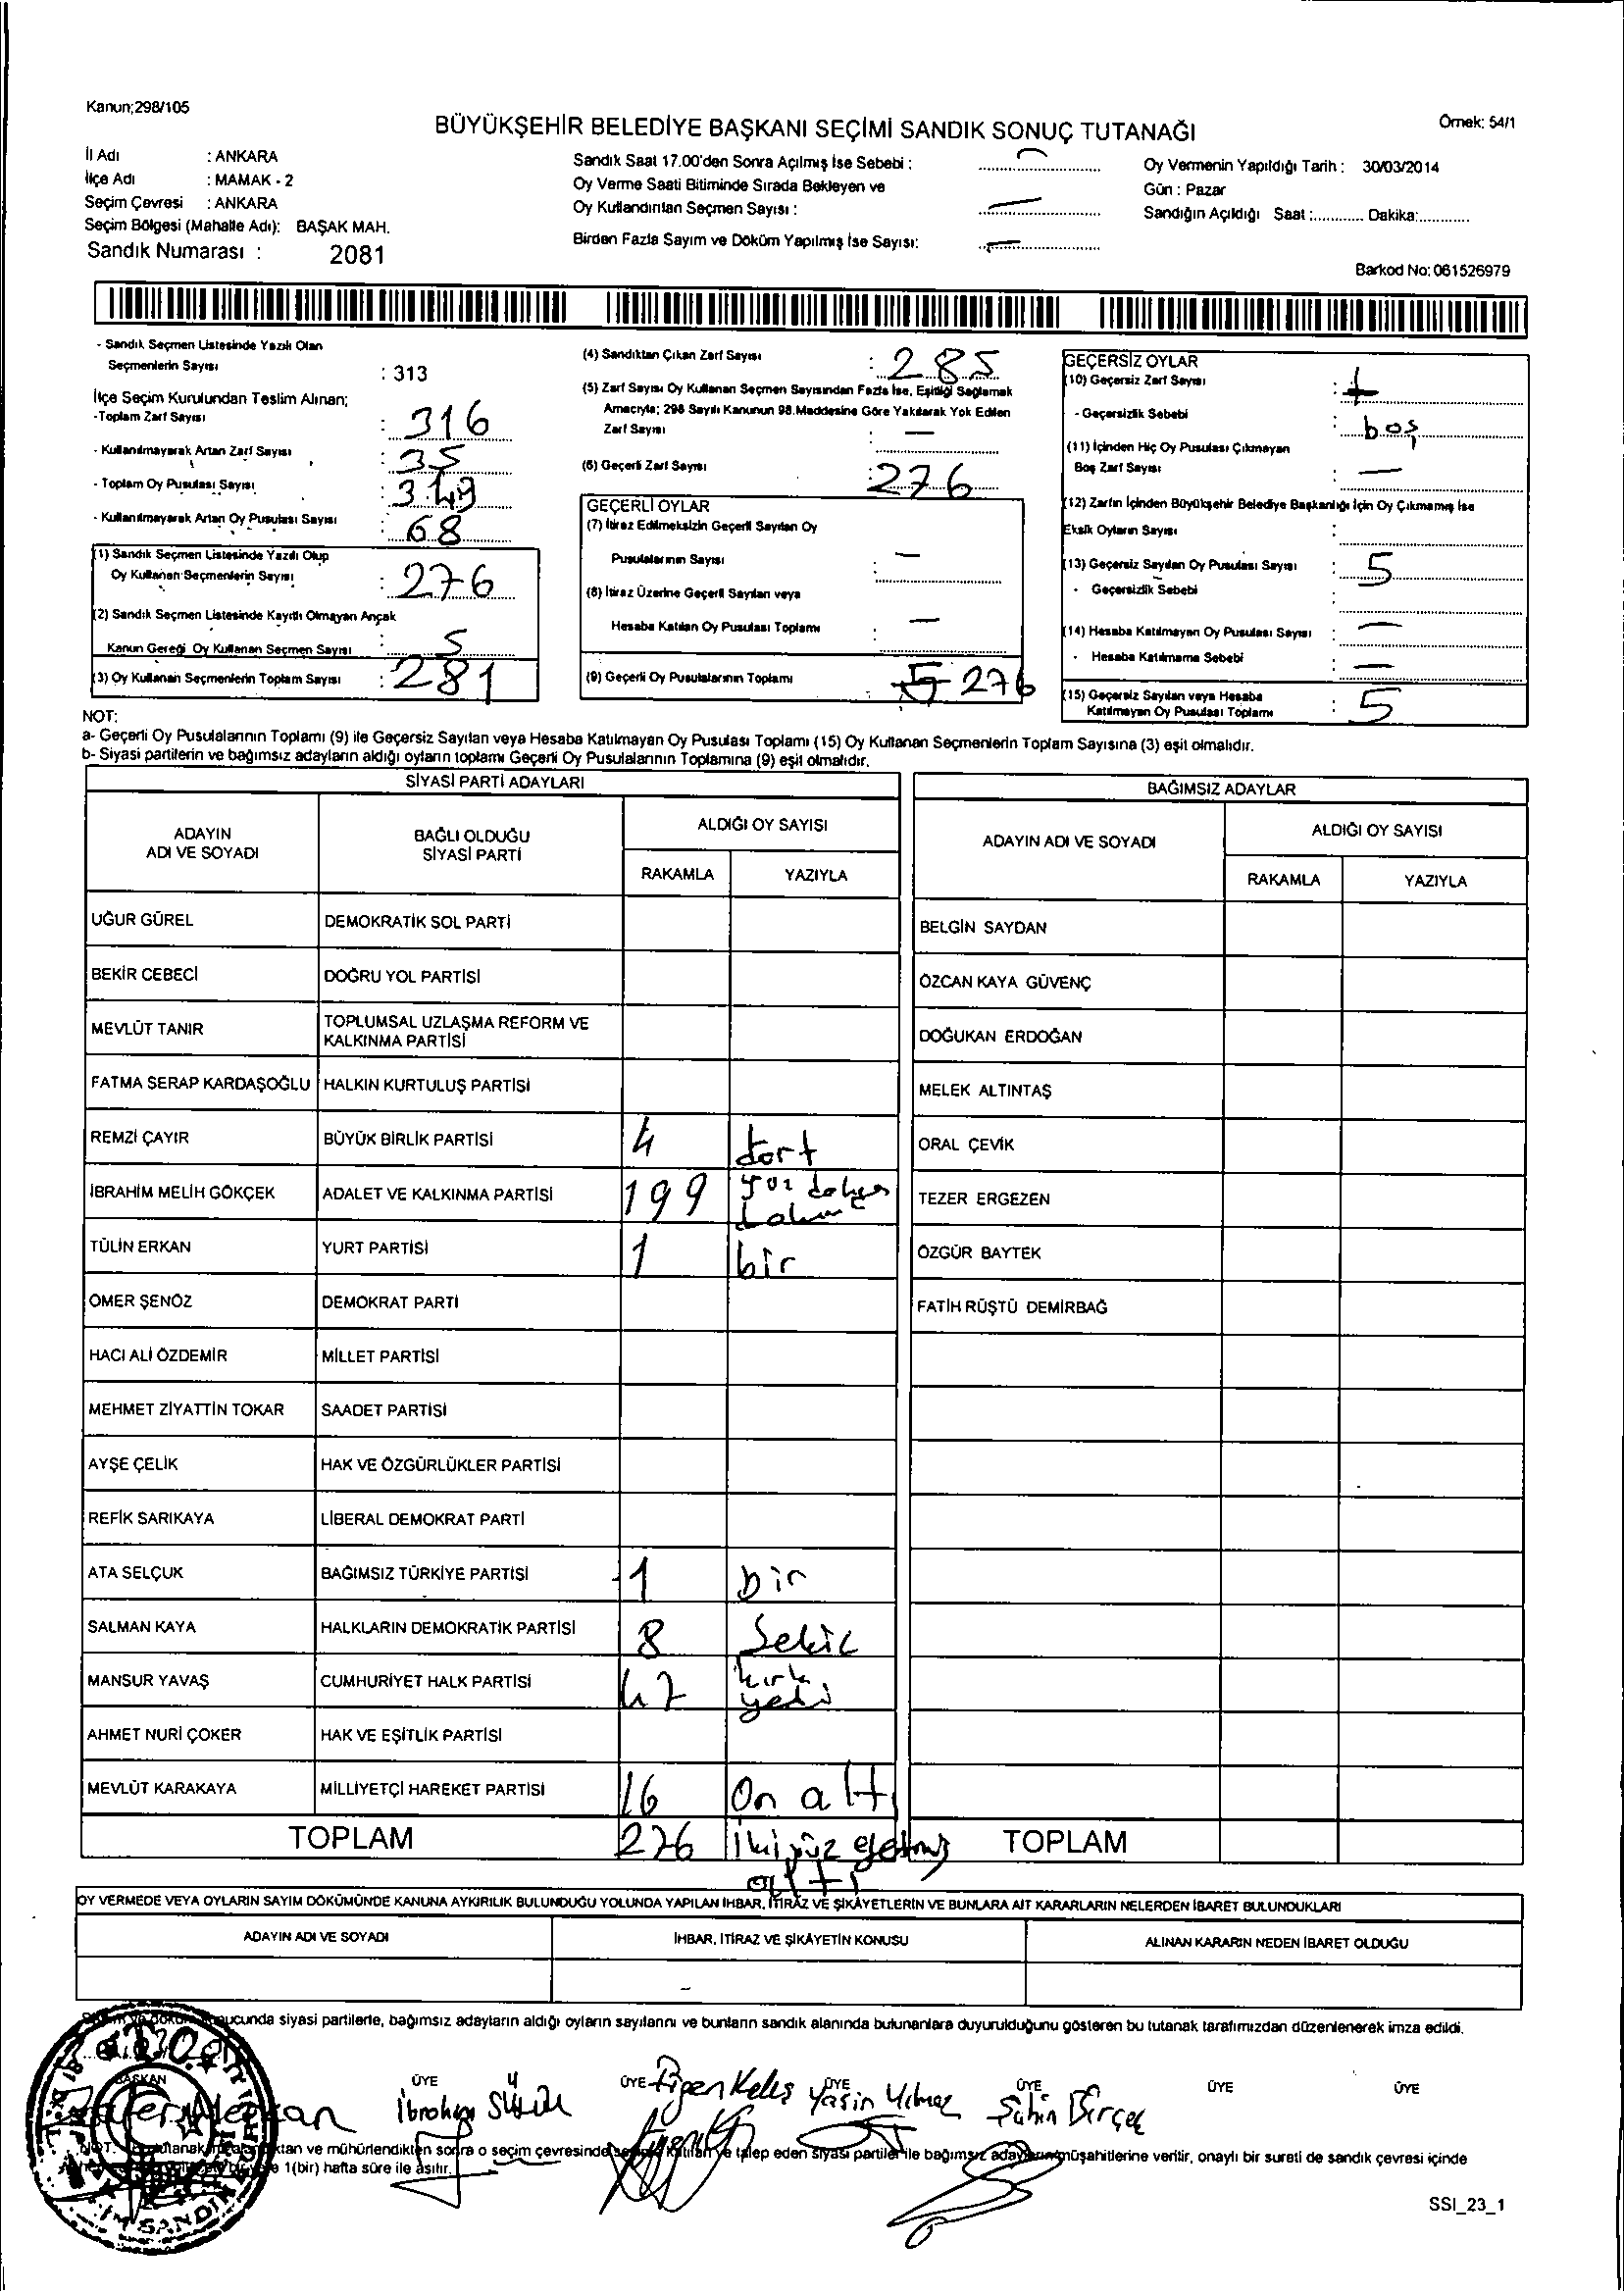 Kanun;298/105
BÜYÜKŞEHİR BELEDİYE BAŞKANI SEÇİMİ SANDIK SONUÇ TUTANAĞI
Örnek: 54/1
İl Adı : ANKARA
İlçe Adı : MAMAK - 2
Seçim Çevresi : ANKARA
Seçim Bölgesi (Mahalle Adı): BAŞAK MAH.
Sandık Numarası : 2081
Sandık Saat 17.00'den Sonra Açılmış İse Sebebi :
Oy Verme Saati Bitiminde Sırada Bekleyen ve
Oy Kullandırılan Seçmen Sayısı :
Birden Fazla Sayım ve Döküm Yapılmış İse Sayısı:
Oy Vermenin Yapıldığı Tarih : 30/03/2014
Gün : Pazar
Sandığın Açıldığı Saat :............ Dakika:............
Barkod No: 061526979
- Sandık Seçmen Listesinde Yazılı Olan
Seçmenlerin Sayısı : 313
İlçe Seçim Kurulundan Teslim Alınan;
-Toplam Zarf Sayısı : 316
- Kullanılmayarak Artan Zarf Sayısı : 35
- Toplam Oy Pusulası Sayısı : 349
- Kullanılmayarak Artan Oy Pusulası Sayısı : 68
(1) Sandık Seçmen Listesinde Yazılı Olup
Oy Kullanan Seçmenlerin Sayısı : 276
(2) Sandık Seçmen Listesinde Kayıtlı Olmayan Ancak
Kanun Gereği Oy Kullanan Seçmen Sayısı : 5
(3) Oy Kullanan Seçmenlerin Toplam Sayısı : 281
(4) Sandıktan Çıkan Zarf Sayısı : 285
(5) Zarf Sayısı Oy Kullanan Seçmen Sayısından Fazla İse, Eşitliği Sağlamak
Amacıyla; 298 Sayılı Kanunun 98.Maddesine Göre Yakılarak Yok Edilen
Zarf Sayısı : —
(6) Geçerli Zarf Sayısı : 276
GEÇERLİ OYLAR
(7) İtiraz Edilmeksizin Geçerli Sayılan Oy
Pusulalarının Sayısı : —
(8) İtiraz Üzerine Geçerli Sayılan veya
Hesaba Katılan Oy Pusulası Toplamı : —
(9) Geçerli Oy Pusulalarının Toplamı : 5 276
GEÇERSİZ OYLAR
(10) Geçersiz Zarf Sayısı :
- Geçersizlik Sebebi : boş
(11) İçinden Hiç Oy Pusulası Çıkmayan
Boş Zarf Sayısı : —
(12) Zarfın İçinden Büyükşehir Belediye Başkanlığı İçin Oy Çıkmamış İse
Eksik Oyların Sayısı :
(13) Geçersiz Sayılan Oy Pusulası Sayısı : 5
- Geçersizlik Sebebi :
(14) Hesaba Katılmayan Oy Pusulası Sayısı : —
- Hesaba Katılmama Sebebi : —
(15) Geçersiz Sayılan veya Hesaba
Katılmayan Oy Pusulası Toplamı : 5
NOT:
a- Geçerli Oy Pusulalarının Toplamı (9) ile Geçersiz Sayılan veya Hesaba Katılmayan Oy Pusulası Toplamı (15) Oy Kullanan Seçmenlerin Toplam Sayısına (3) eşit olmalıdır.
b- Siyasi partilerin ve bağımsız adayların aldığı oyların toplamı Geçerli Oy Pusulalarının Toplamına (9) eşit olmalıdır.
SİYASİ PARTİ ADAYLARI
ADAYIN ADI VE SOYADI
BAĞLI OLDUĞU SİYASİ PARTİ
ALDIĞI OY SAYISI
RAKAMLA YAZIYLA
UĞUR GÜREL DEMOKRATİK SOL PARTİ
BEKİR CEBECİ DOĞRU YOL PARTİSİ
MEVLÜT TANIR TOPLUMSAL UZLAŞMA REFORM VE
KALKINMA PARTİSİ
FATMA SERAP KARDAŞOĞLU HALKIN KURTULUŞ PARTİSİ
REMZİ ÇAYIR BÜYÜK BİRLİK PARTİSİ 4 dört
İBRAHİM MELİH GÖKÇEK ADALET VE KALKINMA PARTİSİ 199 yüz
TÜLİN ERKAN YURT PARTİSİ 1 bir
ÖMER ŞENÖZ DEMOKRAT PARTİ
HACI ALİ ÖZDEMİR MİLLET PARTİSİ
MEHMET ZİYATTİN TOKAR SAADET PARTİSİ
AYŞE ÇELİK HAK VE ÖZGÜRLÜKLER PARTİSİ
REFİK SARIKAYA LİBERAL DEMOKRAT PARTİ
ATA SELÇUK BAĞIMSIZ TÜRKİYE PARTİSİ 1 bir
SALMAN KAYA HALKLARIN DEMOKRATİK PARTİSİ 8 Sekiz
MANSUR YAVAŞ CUMHURİYET HALK PARTİSİ 47 kırk
yedi
AHMET NURİ ÇOKER HAK VE EŞİTLİK PARTİSİ
MEVLÜT KARAKAYA MİLLİYETÇİ HAREKET PARTİSİ 16 On altı
TOPLAM 276 ikiyüz yetmiş
altı
BAĞIMSIZ ADAYLAR
ADAYIN ADI VE SOYADI
ALDIĞI OY SAYISI
RAKAMLA YAZIYLA
BELGİN SAYDAN
ÖZCAN KAYA GÜVENÇ
DOĞUKAN ERDOĞAN
MELEK ALTINTAŞ
ORAL ÇEVİK
TEZER ERGEZEN
ÖZGÜR BAYTEK
FATİH RÜŞTÜ DEMİRBAĞ
TOPLAM
OY VERMEDE VEYA OYLARIN SAYIM DÖKÜMÜNDE KANUNA AYKIRILIK BULUNDUĞU YOLUNDA YAPILAN İHBAR, İTİRAZ VE ŞİKÂYETLERİN VE BUNLARA AİT KARARLARIN NELERDEN İBARET BULUNDUKLARI
ADAYIN ADI VE SOYADI İHBAR, İTİRAZ VE ŞİKÂYETİN KONUSU ALINAN KARARIN NEDEN İBARET OLDUĞU
siyasi partilerle, bağımsız adayların aldığı oyların sayılarını ve bunların sandık alanında bulunanlara duyurulduğunu gösteren bu tutanak tarafımızdan düzenlenerek imza edildi.
BAŞKAN ÜYE ÜYE ÜYE ÜYE ÜYE ÜYE
İbrahim Keleş Yasin Yılmaz Şahin
ve mühürlendikten sonra o seçim çevresinde talep eden siyasi partiler ile bağımsız müşahitlerine verilir, onaylı bir sureti de sandık çevresi içinde
1(bir) hafta süre ile asılır.
SSI_23_1